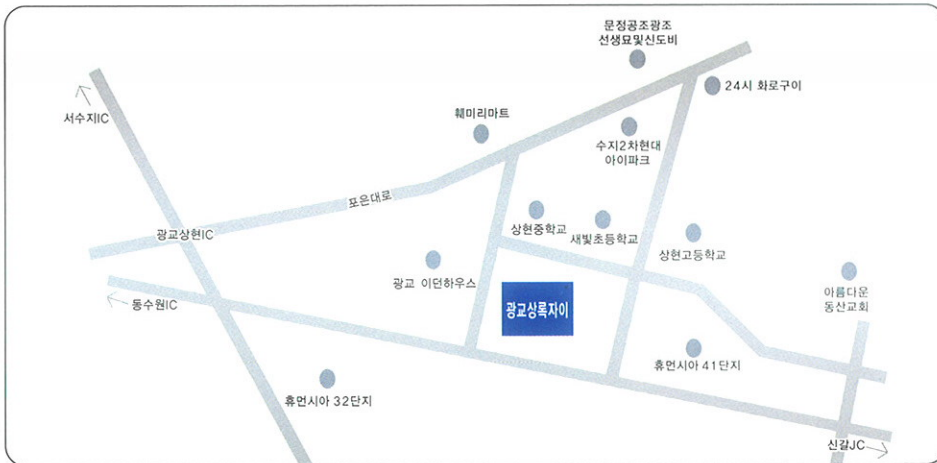 문정공조광조
선생묘및신도비
24시 화로구이
서수지IC
훼미리마트
수지2차현대
아이파크
포은대로
상현중학교
새빛초등학교
광교상현IC
상현고등학교
광교 이던하우스
아름다운
동산교회
동수원IC
광교상록자이
휴먼시아 41단지
휴먼시아 32단지
신갈JC